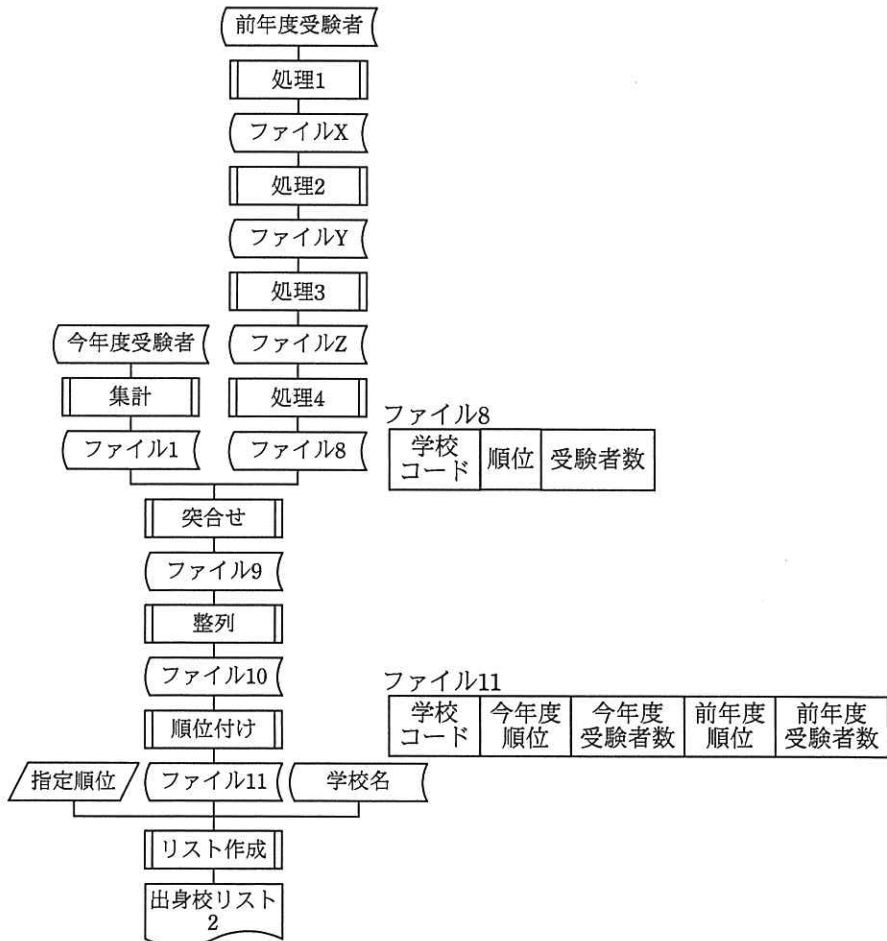 前年度受験者
処理1
ファイルX
処理2
ファイルY
処理3
今年度受験者
ファイルZ
集計
処理4
ファイル1
ファイル8
ファイル8
学校
コード
順位
受験者数
突合せ
ファイル9
整列
ファイル10
順位付け
ファイル11
学校
コード
今年度
順位
今年度
受験者数
前年度
順位
前年度
受験者数
指定順位
ファイル11
学校名
リスト作成
出身校リスト
2